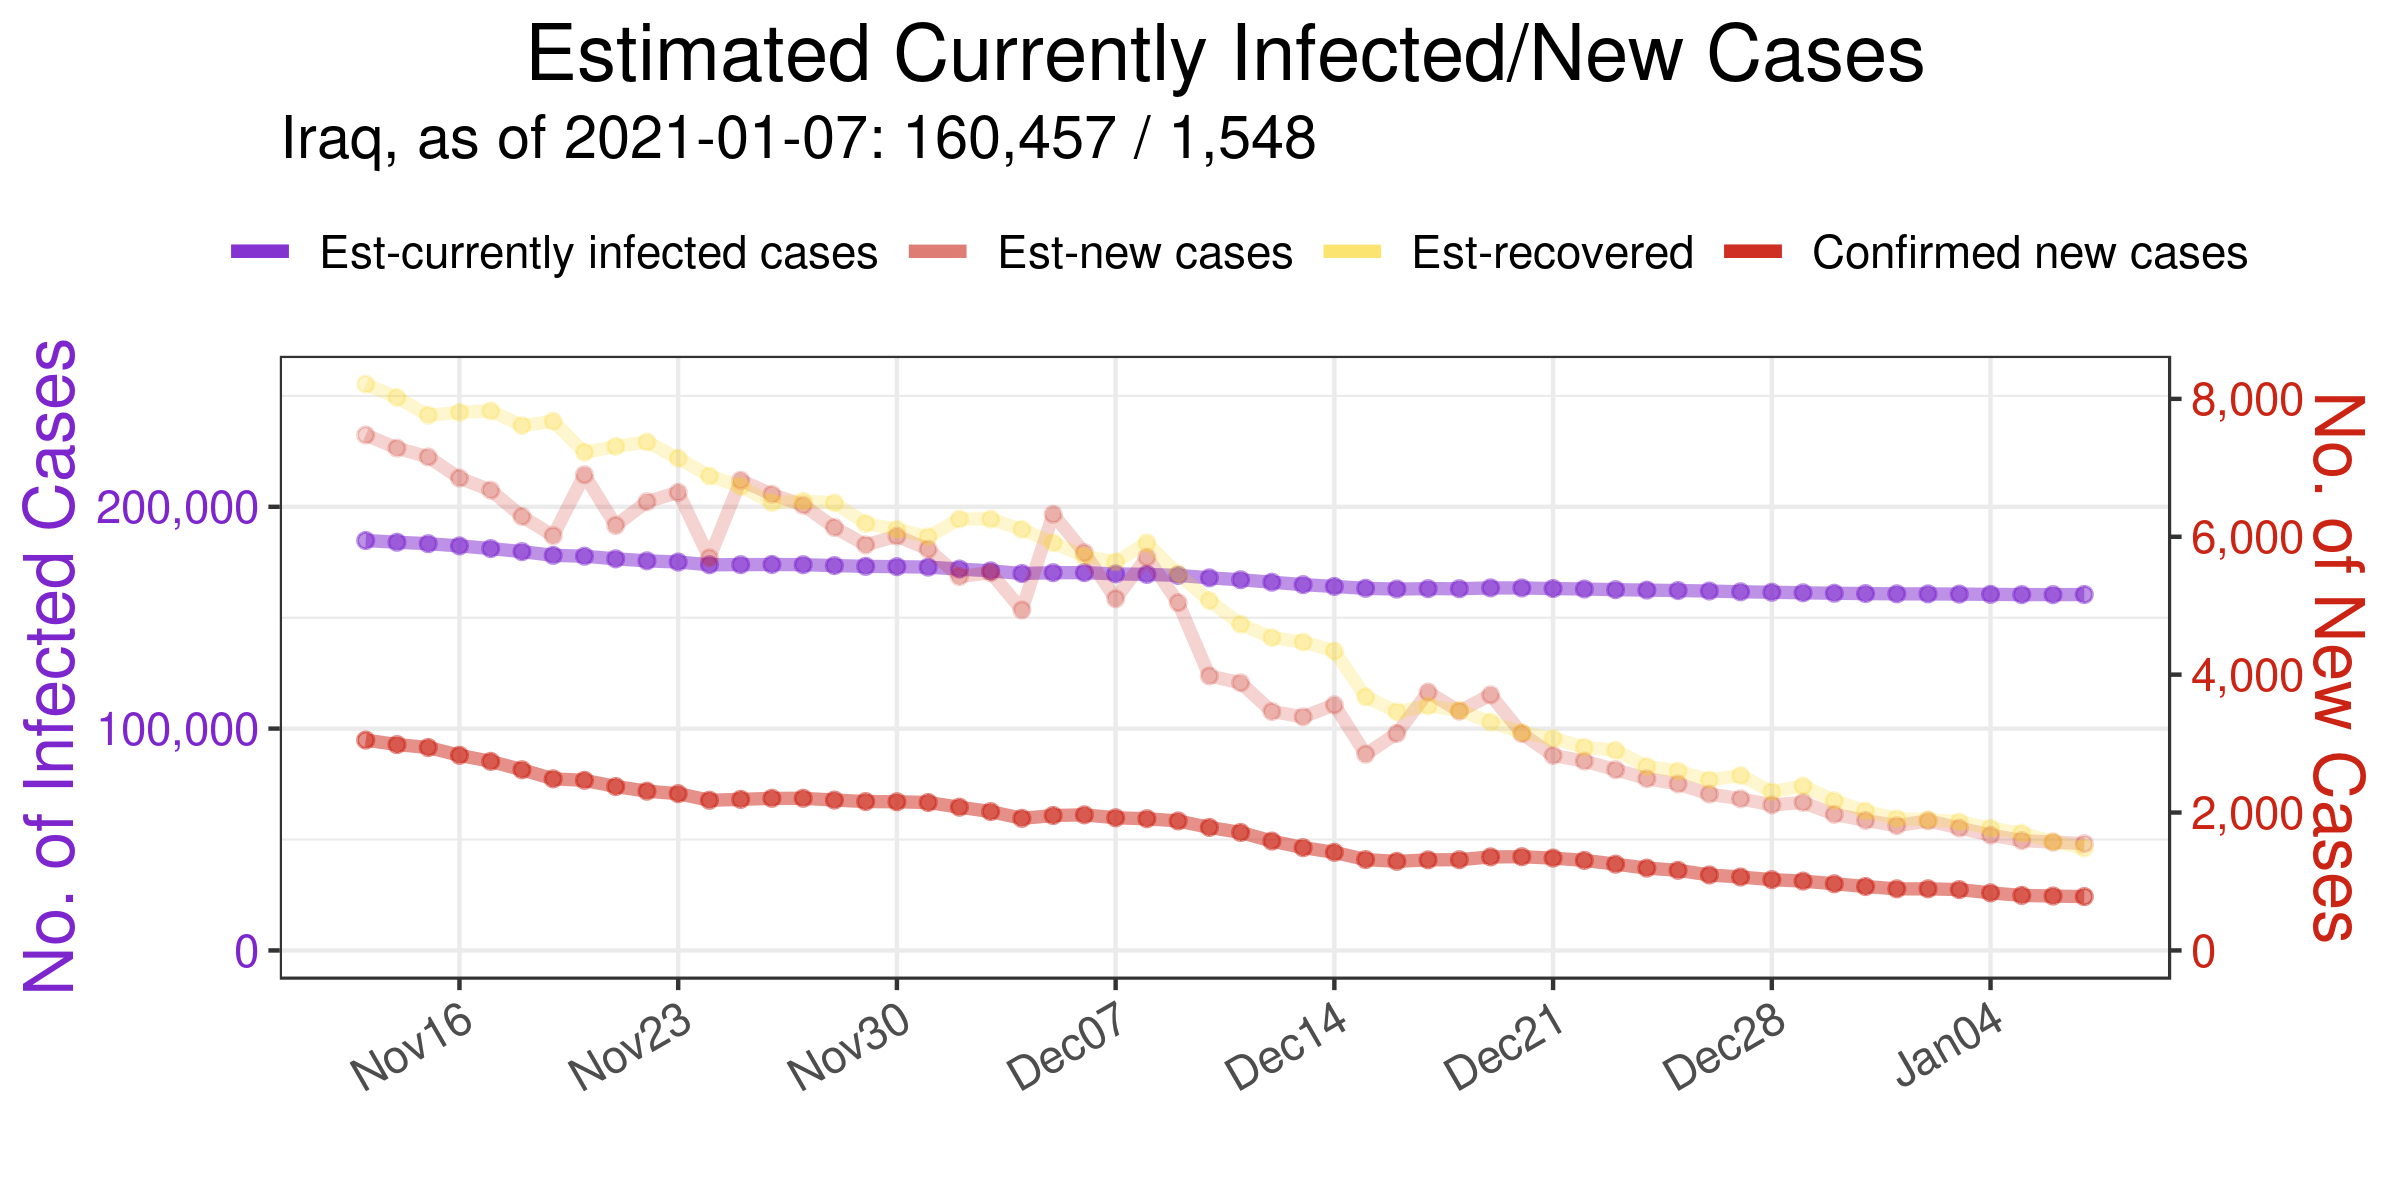 Estimated Currently Infected/New Cases
Iraq, as of 2021-01-07: 160,457 / 1,548
Est-currently infected cases Est-new cases Est-recovered Confirmed new cases
No. of Infected Cases
200,000
100,000
0
8,000
6,000
4,000
2,000
0
No. of New Cases
Nov16 Nov23 Nov30 Dec07 Dec14 Dec21 Dec28 Jan04